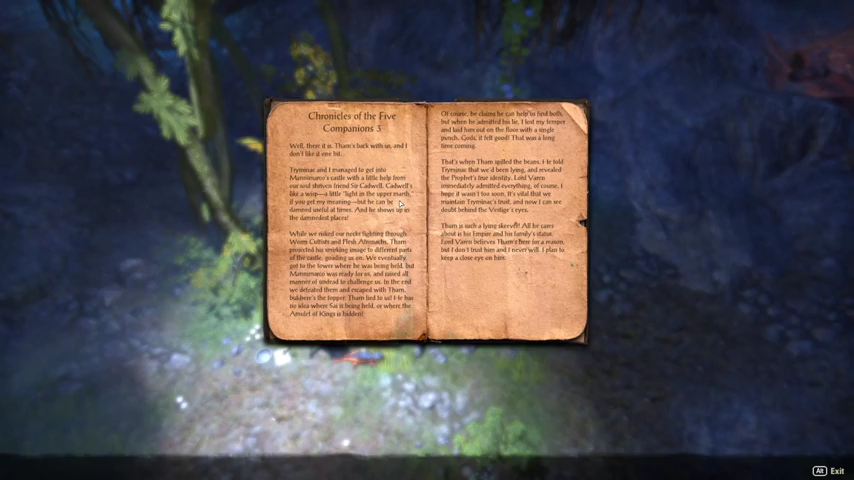 Chronicles of the Five
Companions 3
Well, there it is. Tharn's back with us, and I
don't like it one bit.
Tryminac and I managed to get into
Mannimarco's castle with a little help from
our soul shriven friend Sir Cadwell. Cadwell's
like a wisp—a little "light in the upper marsh,"
if you get my meaning—but he can be
damned useful at times. And he shows up in
the damnedest places!
While we risked our necks fighting through
Worm Cultists and Flesh Atronachs, Tharn
projected his smirking image to different parts
of the castle, goading us on. We eventually
got to the tower where he was being held, but
Mannimarco was ready for us, and raised all
manner of undead to challenge us. In the end
we defeated them and escaped with Tharn,
but here's the topper. Tharn lied to us! He has
no idea where Sai is being held, or where the
Amulet of Kings is hidden!
Of course, he claims he can help to find both,
but when he admitted his lie, I lost my temper
and laid him out on the floor with a single
punch. Gods, it felt good! That was a long
time coming.
That's when Tharn spilled the beans. He told
Tryminac that we'd been lying, and revealed
the Prophet's true identity. Lord Varen
immediately admitted everything, of course. I
hope it wasn't too soon. It's vital that we
maintain Tryminac's trust, and now I can see
doubt behind the Vestige's eyes.
Tharn is such a lying skeever! All he cares
about is his Empire and his family's status.
Lord Varen believes Tharn's here for a reason,
but I don't trust him and I never will. I plan to
keep a close eye on him.
Alt Exit